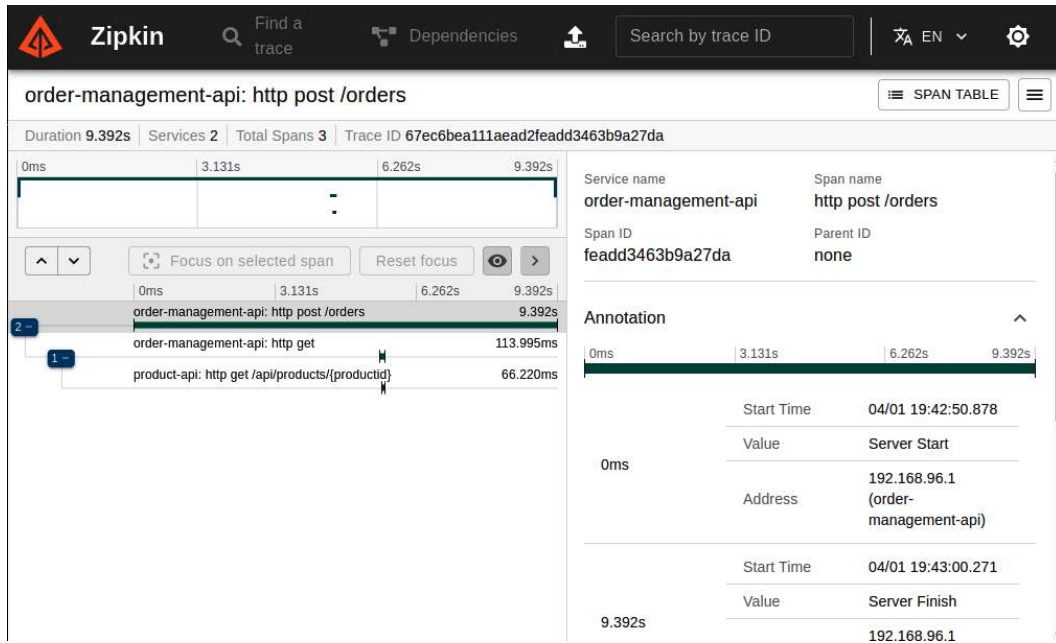 Zipkin
Find a
trace
Dependencies
Search by trace ID
EN
order-management-api: http post /orders
SPAN TABLE
Duration 9.392s Services 2 Total Spans 3 Trace ID 67ec6bea111aead2feadd3463b9a27da
0ms 3.131s 6.262s 9.392s
Focus on selected span Reset focus
0ms 3.131s 6.262s 9.392s
order-management-api: http post /orders 9.392s
2 −
order-management-api: http get 113.995ms
1 −
product-api: http get /api/products/{productid} 66.220ms
Service name Span name
order-management-api http post /orders
Span ID Parent ID
feadd3463b9a27da none
Annotation
0ms 3.131s 6.262s 9.392s
Start Time 04/01 19:42:50.878
Value Server Start
0ms
Address 192.168.96.1
(order-
management-api)
Start Time 04/01 19:43:00.271
Value Server Finish
9.392s
192.168.96.1